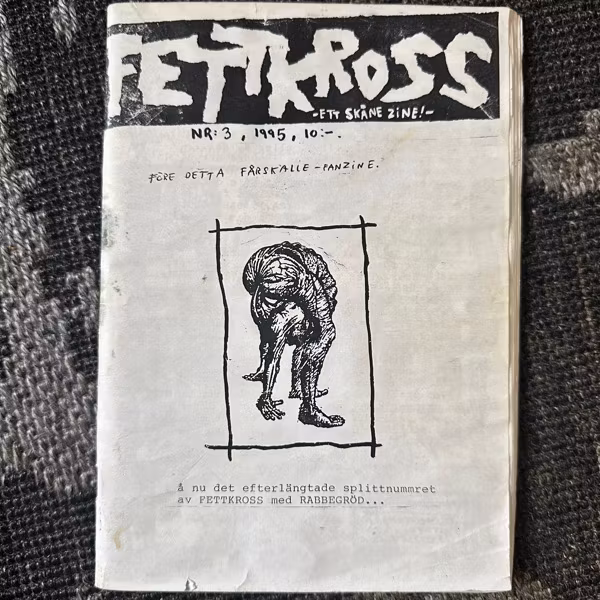 FETTKROSS
-ETT SKÅNE ZINE!-
NR: 3, 1995, 10:-.
FÖRE DETTA FÅRSKALLE-FANZINE.
å nu det efterlängtade splittnummret
av FETTKROSS med RABBEGRÖD...